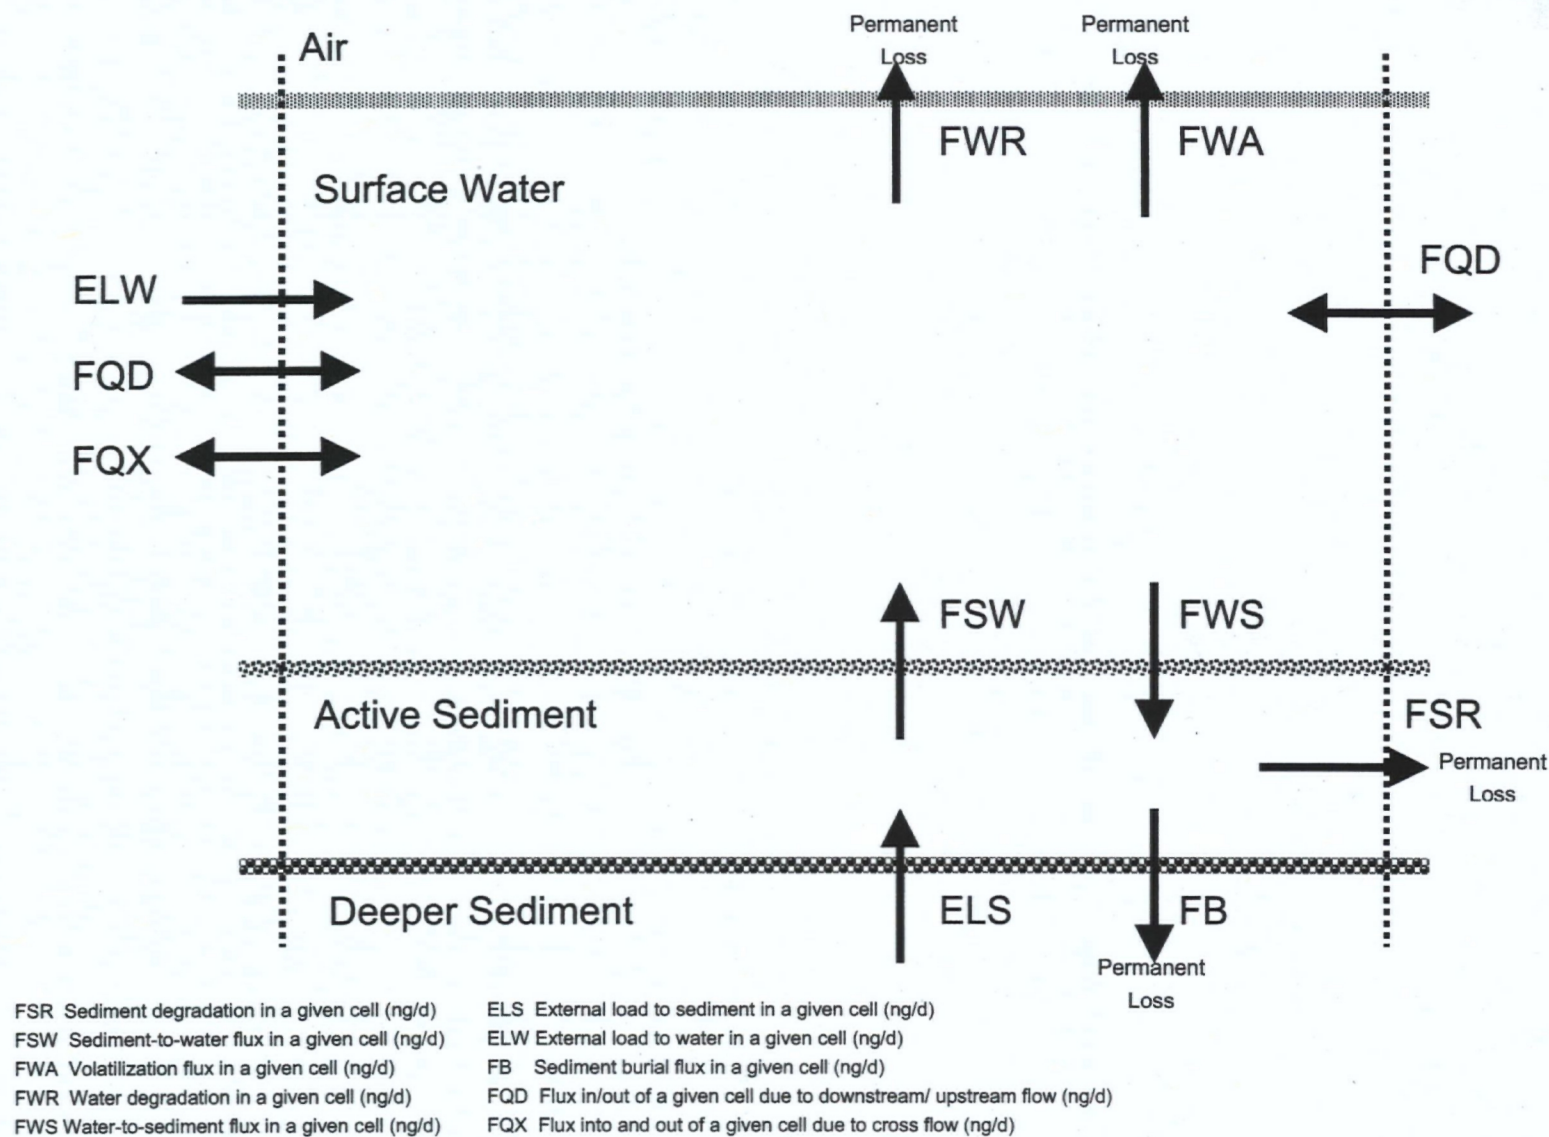 Permanent
Loss
Permanent
Loss
Air
FWR
FWA
Surface Water
ELW
FQD
FQD
FQX
FSW
FWS
Active Sediment
FSR
Permanent
Loss
Deeper Sediment
ELS
FB
Permanent
Loss
FSR Sediment degradation in a given cell (ng/d)
FSW Sediment-to-water flux in a given cell (ng/d)
FWA Volatilization flux in a given cell (ng/d)
FWR Water degradation in a given cell (ng/d)
FWS Water-to-sediment flux in a given cell (ng/d)
ELS External load to sediment in a given cell (ng/d)
ELW External load to water in a given cell (ng/d)
FB Sediment burial flux in a given cell (ng/d)
FQD Flux in/out of a given cell due to downstream/ upstream flow (ng/d)
FQX Flux into and out of a given cell due to cross flow (ng/d)